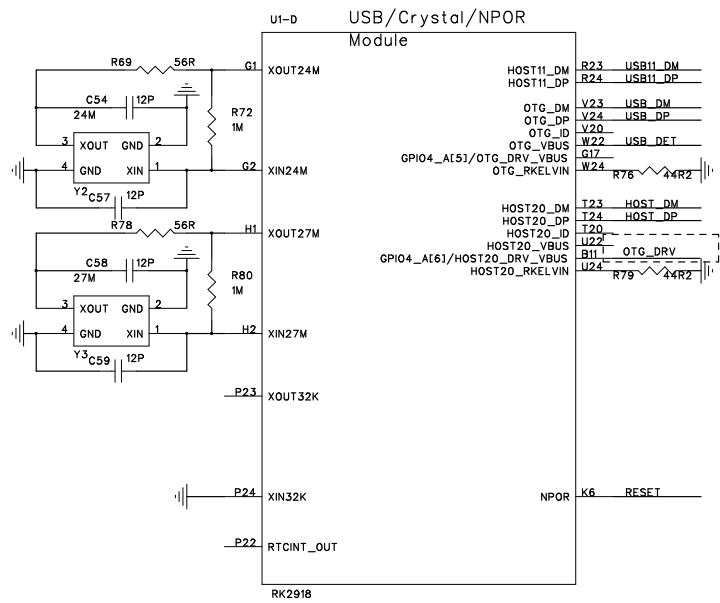 U1-D
USB/Crystal/NPOR
Module
R69 56R
G1 XOUT24M
C54 12P
24M
3 XOUT GND 2
4 GND XIN 1
Y2
C57 12P
R72
1M
G2 XIN24M
R78 56R
H1 XOUT27M
C58 12P
27M
3 XOUT GND 2
4 GND XIN 1
Y3
C59 12P
R80
1M
H2 XIN27M
P23 XOUT32K
P24 XIN32K
P22 RTCINT_OUT
HOST11_DM R23 USB11_DM
HOST11_DP R24 USB11_DP
OTG_DM V23 USB_DM
OTG_DP V24 USB_DP
OTG_ID V20
OTG_VBUS W22 USB_DET
GPIO4_A[5]/OTG_DRV_VBUS G17
OTG_RKELVIN W24
R76 44R2
HOST20_DM T23 HOST_DM
HOST20_DP T24 HOST_DP
HOST20_ID T20
HOST20_VBUS U22
GPIO4_A[6]/HOST20_DRV_VBUS B11 OTG_DRV
HOST20_RKELVIN U24
R79 44R2
NPOR K6 RESET
RK2918